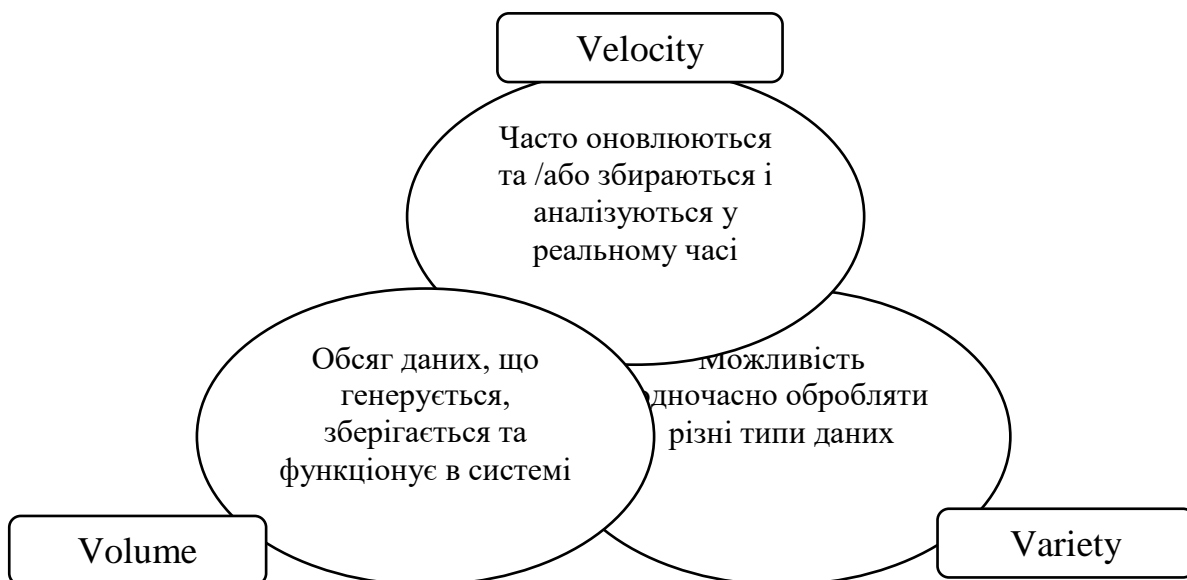 Velocity
Часто оновлюються
та /або збираються і
аналізуються у
реальному часі
Обсяг даних, що
генерується,
зберігається та
функціонує в системі
Можливість
одночасно обробляти
різні типи даних
Volume
Variety